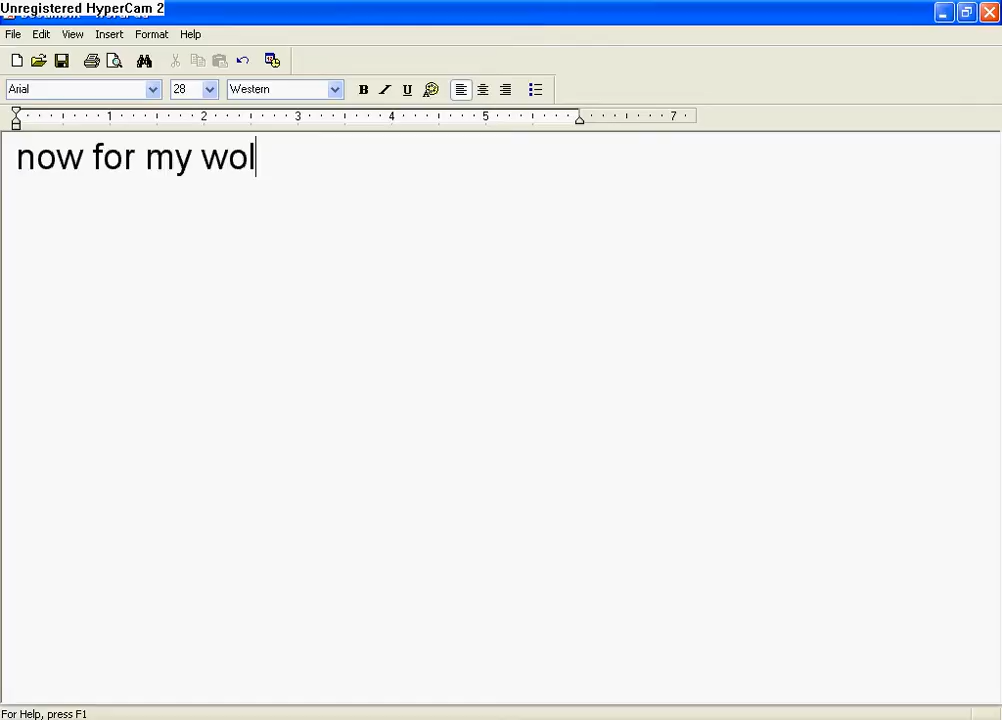 Unregistered HyperCam 2
File Edit View Insert Format Help
Arial 28 Western B U
1 2 3 4 5 7
now for my wol
For Help, press F1